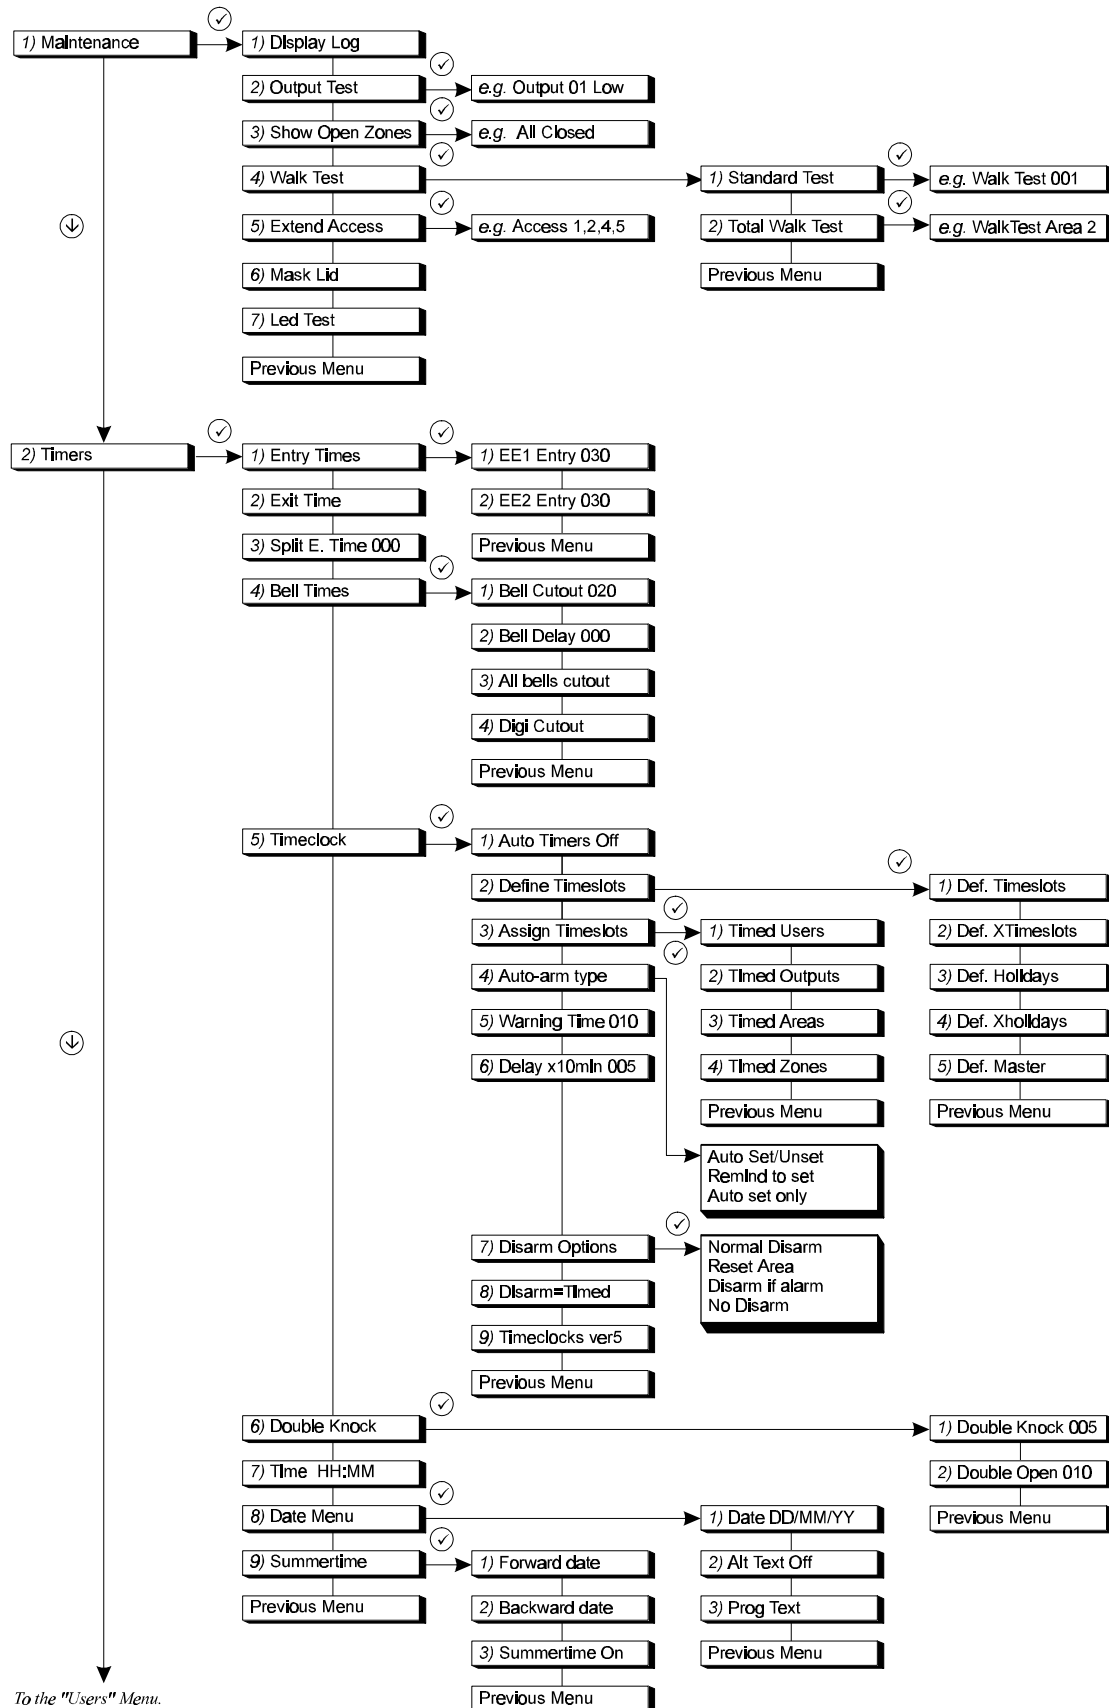 1) Maintenance
1) Display Log
2) Output Test
e.g. Output 01 Low
3) Show Open Zones
e.g. All Closed
4) Walk Test
1) Standard Test
e.g. Walk Test 001
5) Extend Access
e.g. Access 1,2,4,5
2) Total Walk Test
e.g. WalkTest Area 2
6) Mask Lid
Previous Menu
7) Led Test
Previous Menu
2) Timers
1) Entry Times
1) EE1 Entry 030
2) Exit Time
2) EE2 Entry 030
3) Split E. Time 000
Previous Menu
4) Bell Times
1) Bell Cutout 020
2) Bell Delay 000
3) All bells cutout
4) Digi Cutout
Previous Menu
5) Timeclock
1) Auto Timers Off
2) Define Timeslots
1) Def. Timeslots
3) Assign Timeslots
1) Timed Users
2) Def. XTimeslots
4) Auto-arm type
2) Timed Outputs
3) Def. Holidays
5) Warning Time 010
3) Timed Areas
4) Def. Xholidays
6) Delay x10min 005
4) Timed Zones
5) Def. Master
Previous Menu
Previous Menu
Auto Set/Unset
Remind to set
Auto set only
7) Disarm Options
Normal Disarm
Reset Area
Disarm if alarm
No Disarm
8) Disarm=Timed
9) Timeclocks ver5
Previous Menu
6) Double Knock
1) Double Knock 005
7) Time HH:MM
2) Double Open 010
8) Date Menu
1) Date DD/MM/YY
Previous Menu
9) Summertime
1) Forward date
2) Alt Text Off
Previous Menu
2) Backward date
3) Prog Text
3) Summertime On
Previous Menu
To the "Users" Menu.
Previous Menu